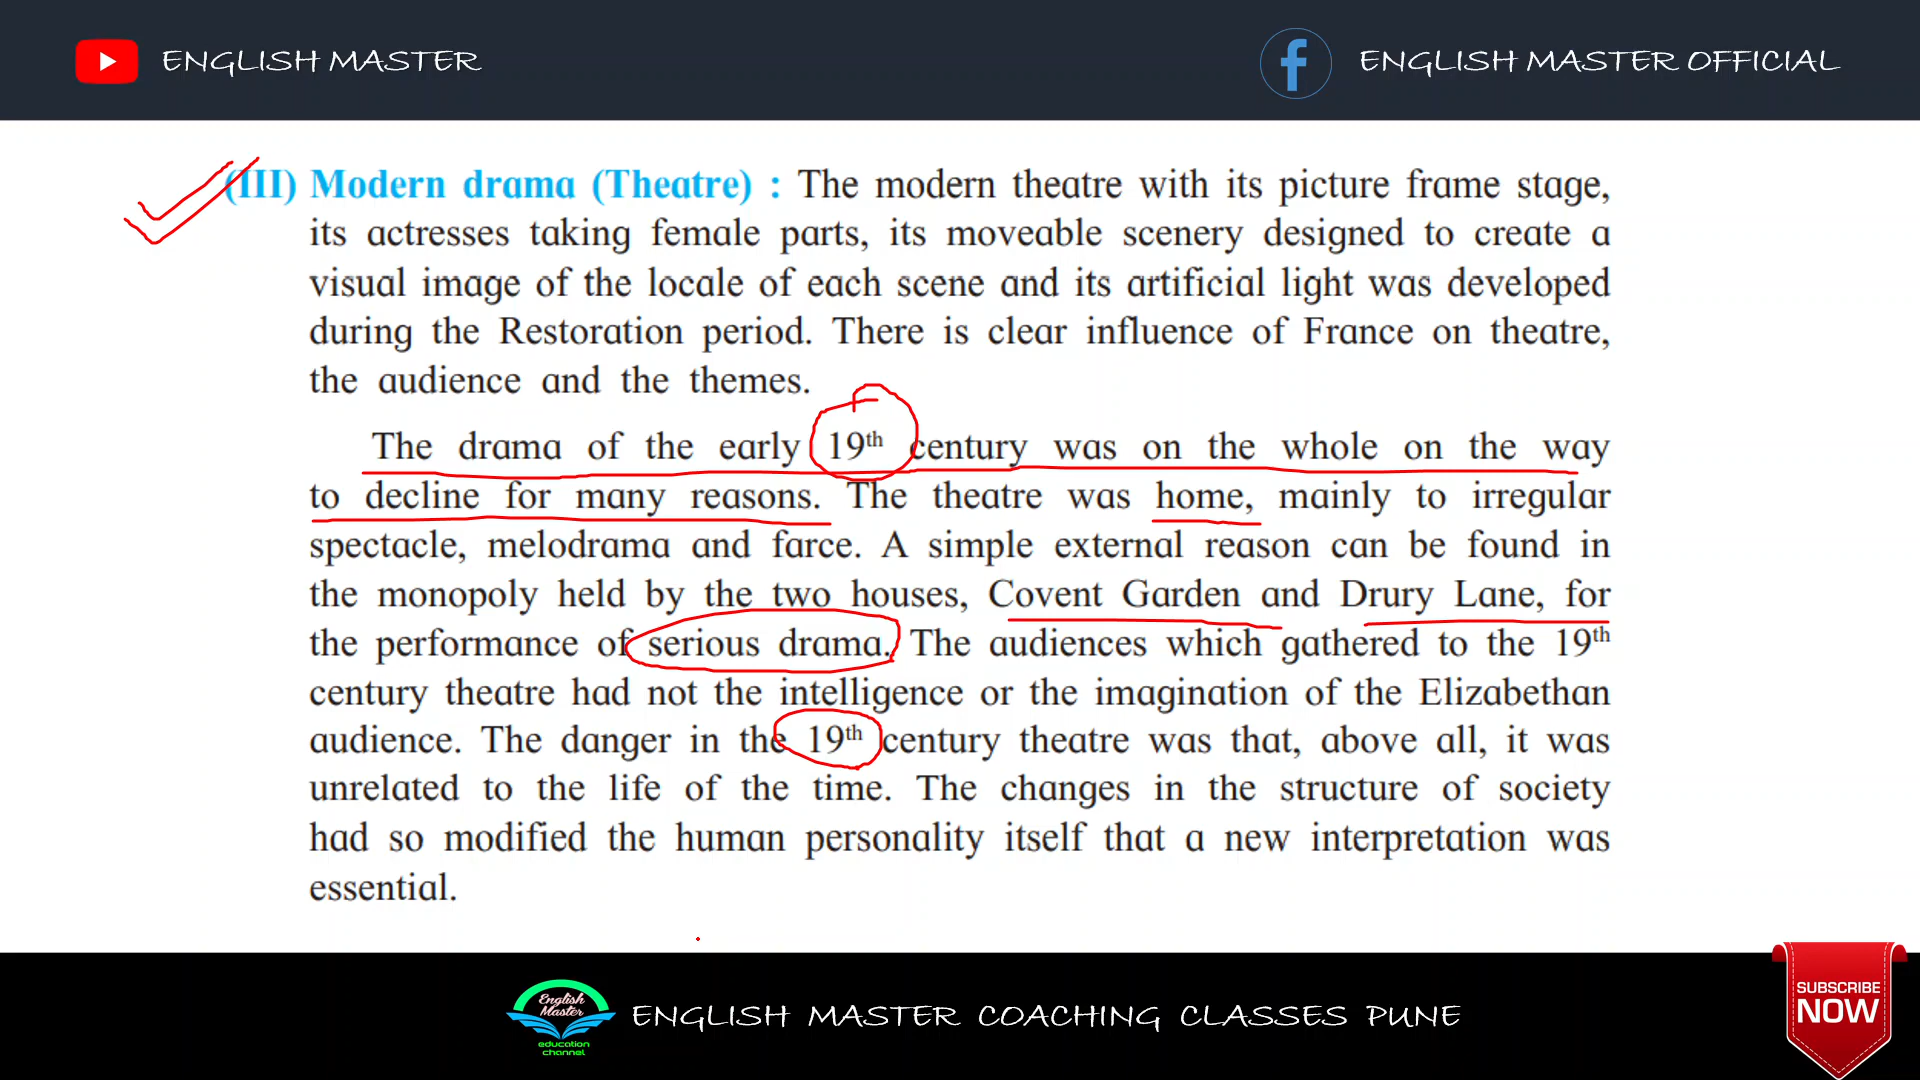 ENGLISH MASTER
ENGLISH MASTER OFFICIAL
(III) Modern drama (Theatre) : The modern theatre with its picture frame stage,
its actresses taking female parts, its moveable scenery designed to create a
visual image of the locale of each scene and its artificial light was developed
during the Restoration period. There is clear influence of France on theatre,
the audience and the themes.
The drama of the early 19th century was on the whole on the way
to decline for many reasons. The theatre was home, mainly to irregular
spectacle, melodrama and farce. A simple external reason can be found in
the monopoly held by the two houses, Covent Garden and Drury Lane, for
the performance of serious drama. The audiences which gathered to the 19th
century theatre had not the intelligence or the imagination of the Elizabethan
audience. The danger in the 19th century theatre was that, above all, it was
unrelated to the life of the time. The changes in the structure of society
had so modified the human personality itself that a new interpretation was
essential.
English
Master
education
channel
ENGLISH MASTER COACHING CLASSES PUNE
SUBSCRIBE
NOW